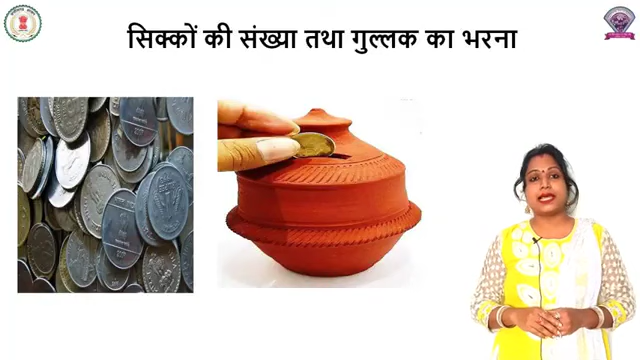 सिक्कों की संख्या तथा गुल्लक का भरना